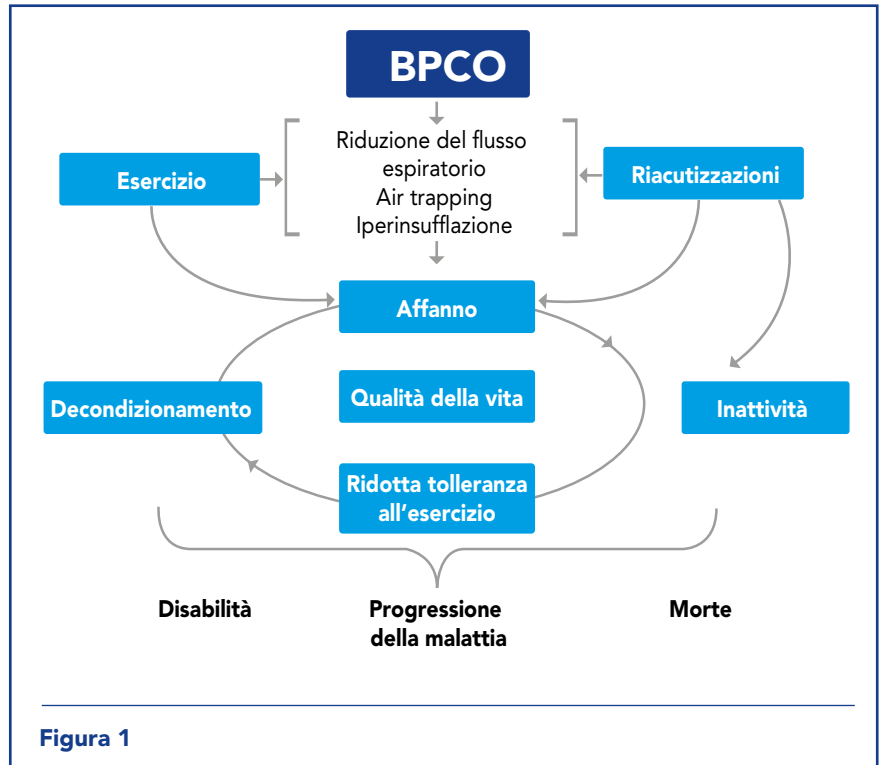 BPCO
Riduzione del flusso
espiratorio
Air trapping
Iperinsufflazione
Esercizio
Riacutizzazioni
Affanno
Decondizionamento
Qualità della vita
Inattività
Ridotta tolleranza
all'esercizio
Disabilità
Progressione
della malattia
Morte
Figura 1